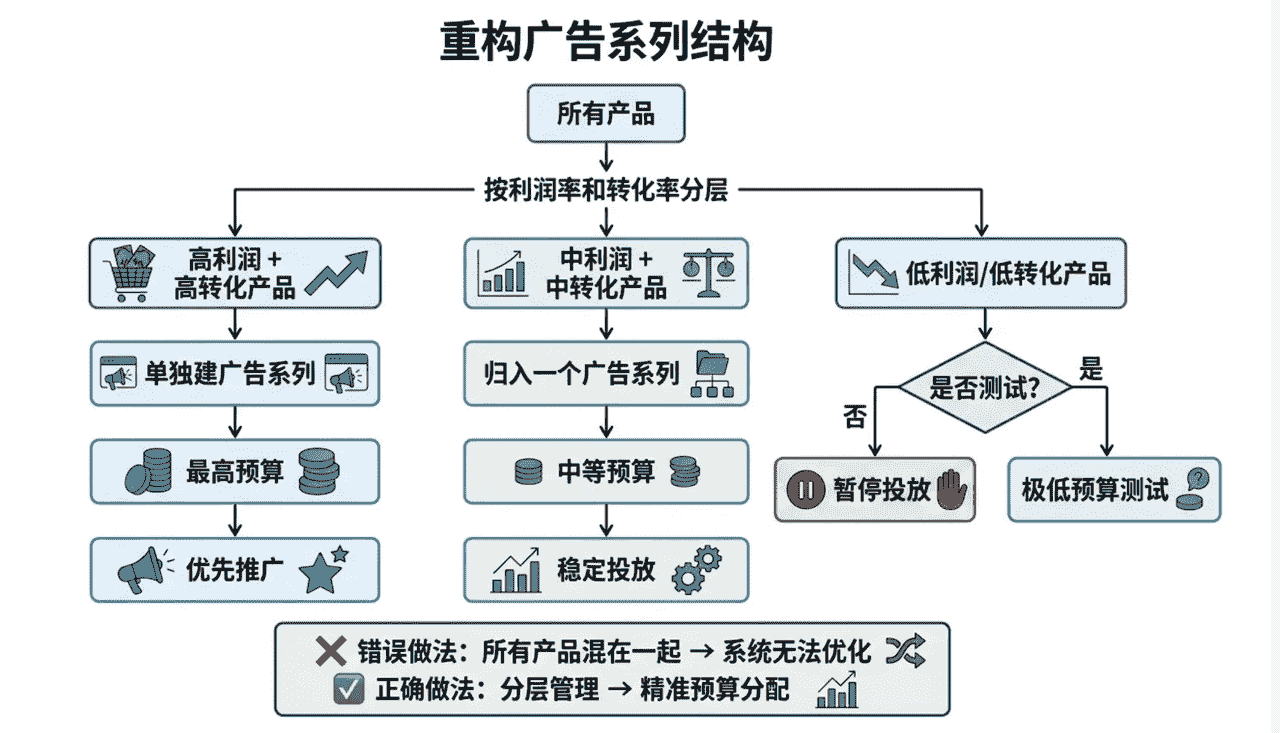 重构广告系列结构
所有产品
按利润率和转化率分层
高利润 +
高转化产品
中利润 +
中转化产品
低利润/低转化产品
单独建广告系列
归入一个广告系列
是否测试?
否
是
最高预算
中等预算
暂停投放
极低预算测试
?
优先推广
稳定投放
错误做法：所有产品混在一起 → 系统无法优化
正确做法：分层管理 → 精准预算分配